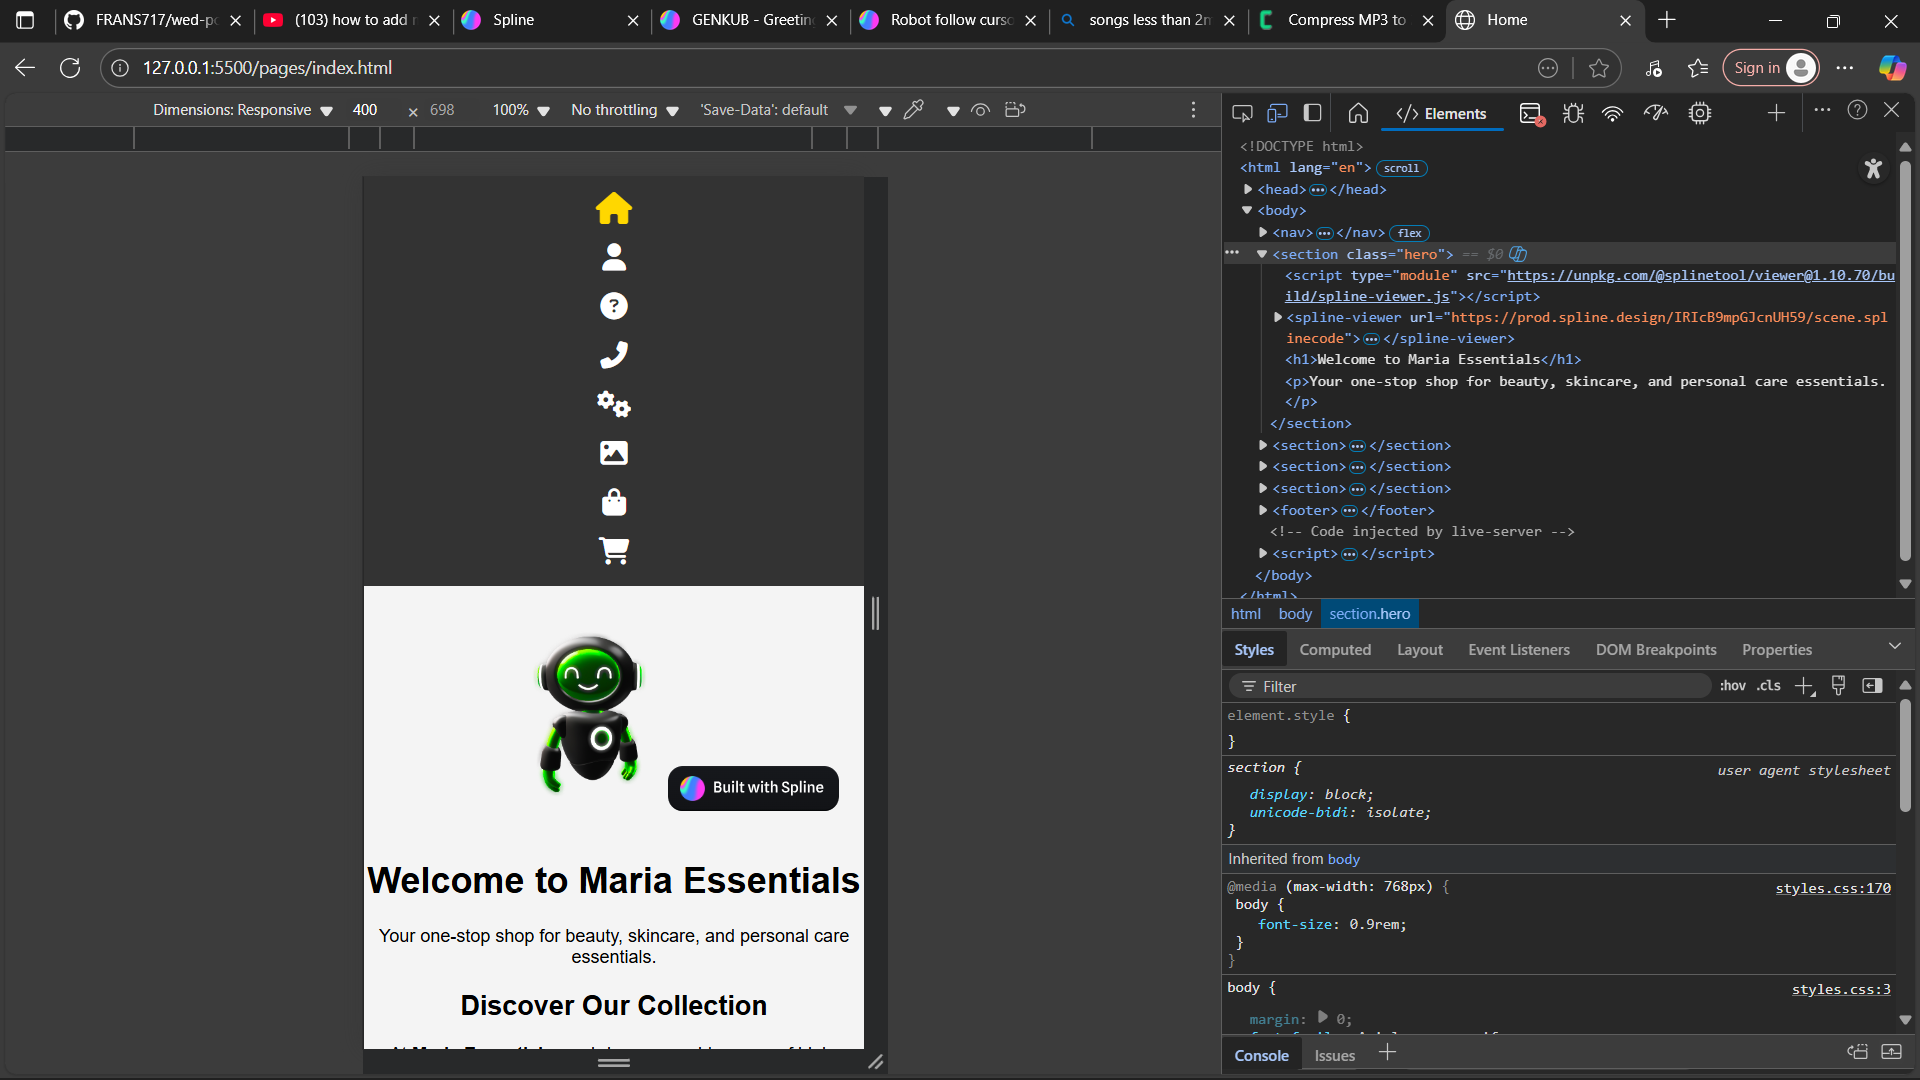 FRANS717/wed-po
(103) how to add m
Spline
GENKUB - Greeting
Robot follow curso
songs less than 2m
Compress MP3 to
Home
127.0.0.1:5500/pages/index.html
Sign in
Dimensions: Responsive 400 × 698 100% No throttling 'Save-Data': default
Elements
<!DOCTYPE html>
<html lang="en"> scroll
<head> ••• </head>
<body>
<nav> ••• </nav> flex
••• <section class="hero"> == $0
<script type="module" src="https://unpkg.com/@splinetool/viewer@1.10.70/bu
ild/spline-viewer.js"></script>
<spline-viewer url="https://prod.spline.design/IRIcB9mpGJcnUH59/scene.spl
inecode"> ••• </spline-viewer>
<h1>Welcome to Maria Essentials</h1>
<p>Your one-stop shop for beauty, skincare, and personal care essentials.
</p>
</section>
<section> ••• </section>
<section> ••• </section>
<section> ••• </section>
<footer> ••• </footer>
<!-- Code injected by live-server -->
<script> ••• </script>
</body>
</html>
html body section.hero
Styles Computed Layout Event Listeners DOM Breakpoints Properties
Filter :hov .cls
element.style {
}
section { user agent stylesheet
display: block;
unicode-bidi: isolate;
}
Inherited from body
@media (max-width: 768px) { styles.css:170
body {
font-size: 0.9rem;
}
}
body { styles.css:3
margin: 0;
Console Issues
?
Built with Spline
Welcome to Maria Essentials
Your one-stop shop for beauty, skincare, and personal care
essentials.
Discover Our Collection